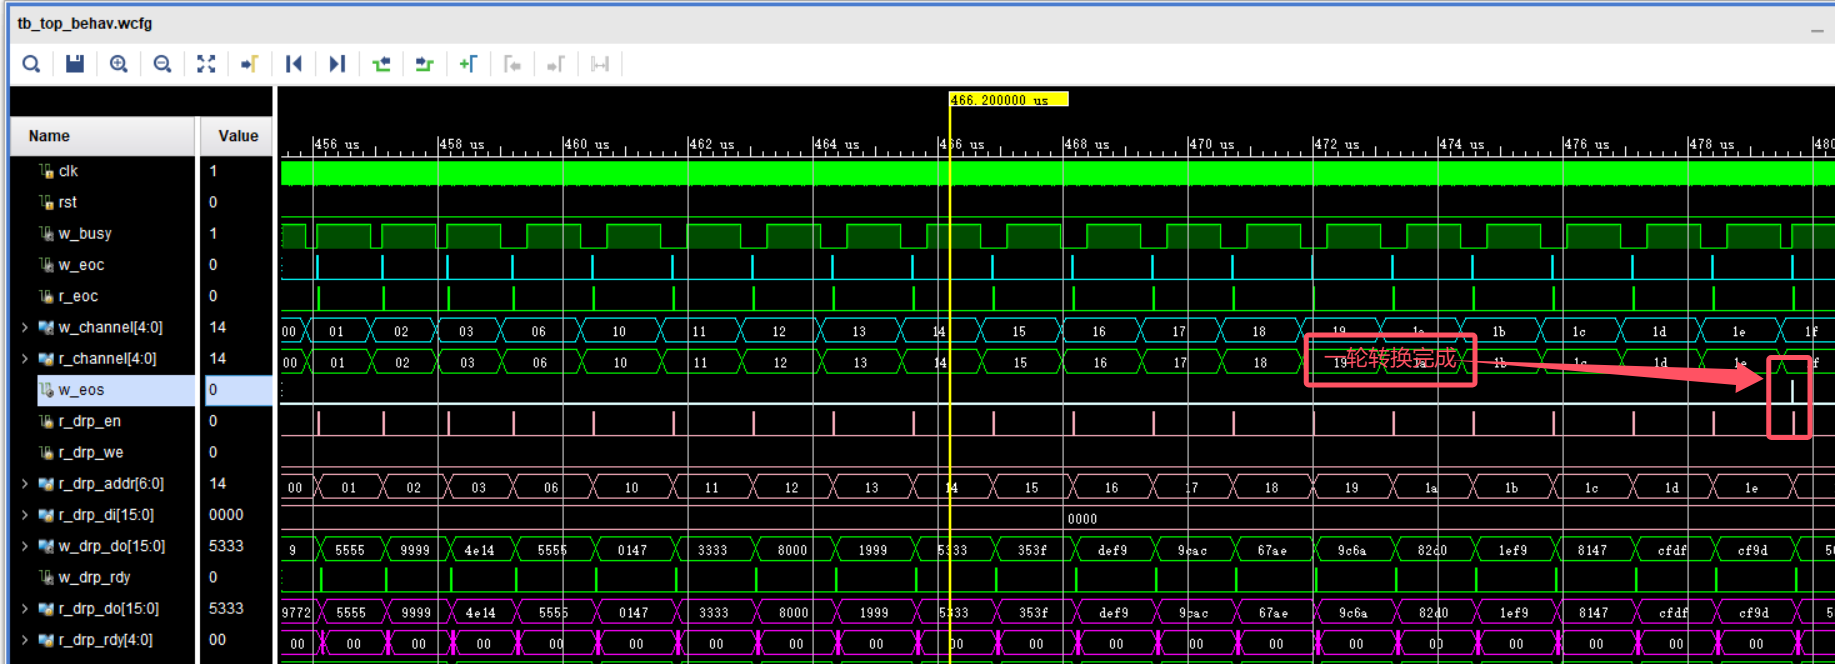 tb_top_behav.wcfg
466.200000 us
Name Value
456 us 458 us 460 us 462 us 464 us 466 us 468 us 470 us 472 us 474 us 476 us 478 us 480
clk 1
rst 0
w_busy 1
w_eoc 0
r_eoc 0
w_channel[4:0] 14 00 01 02 03 06 10 11 12 13 14 15 16 17 18 19 1a 1b 1c 1d 1e 1f
r_channel[4:0] 14 00 01 02 03 06 10 11 12 13 14 15 16 17 18 19 1a 1b 1c 1d 1e f
一轮转换完成
w_eos 0
r_drp_en 0
r_drp_we 0
r_drp_addr[6:0] 14 00 01 02 03 06 10 11 12 13 14 15 16 17 18 19 1a 1b 1c 1d 1e
r_drp_di[15:0] 0000 0000
w_drp_do[15:0] 5333 9 5555 9999 4e14 5555 0147 3333 8000 1999 5333 353f def9 9cac 67ae 9c6a 82d0 1ef9 8147 cfdf cf9d 50
w_drp_rdy 0
r_drp_do[15:0] 5333 9772 5555 9999 4e14 5555 0147 3333 8000 1999 5333 353f def9 9cac 67ae 9c6a 82d0 1ef9 8147 cfdf cf9d 5
r_drp_rdy[4:0] 00 00 00 00 00 00 00 00 00 00 00 00 00 00 00 00 00 00 00 00 00